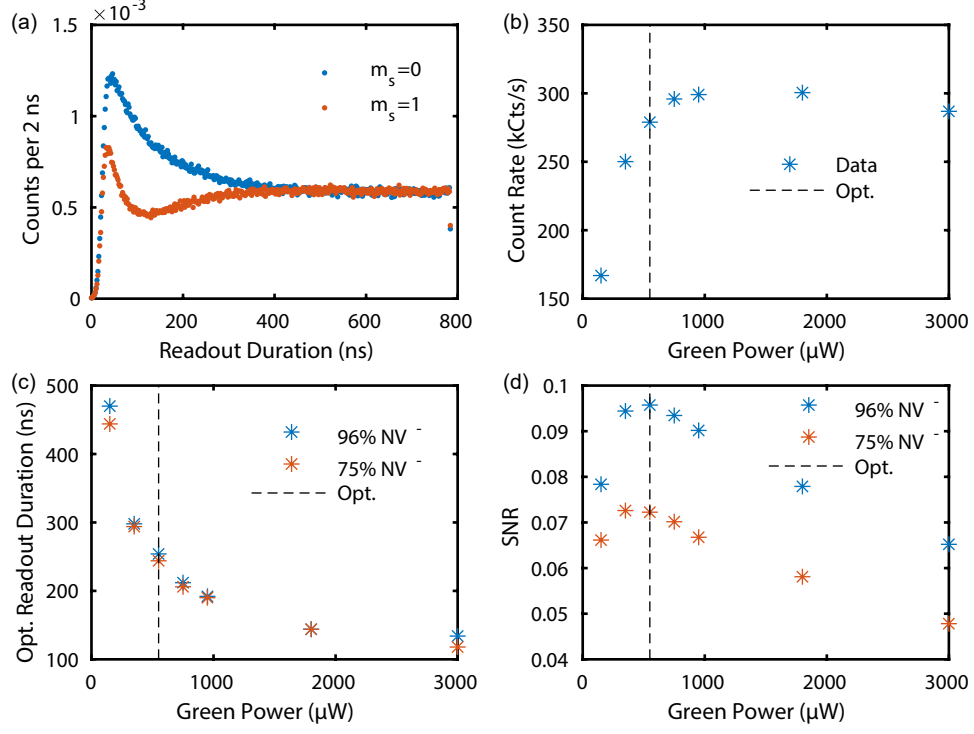 (a)
×10⁻³
1.5
1
0.5
0
Counts per 2 ns
m_s=0
m_s=1
0 200 400 600 800
Readout Duration (ns)
(b)
350
300
250
200
150
Count Rate (kCts/s)
Data
Opt.
0 1000 2000 3000
Green Power (µW)
(c)
500
400
300
200
100
Opt. Readout Duration (ns)
96% NV⁻
75% NV⁻
Opt.
0 1000 2000 3000
Green Power (µW)
(d)
0.1
0.09
0.08
0.07
0.06
0.05
0.04
SNR
96% NV⁻
75% NV⁻
Opt.
0 1000 2000 3000
Green Power (µW)